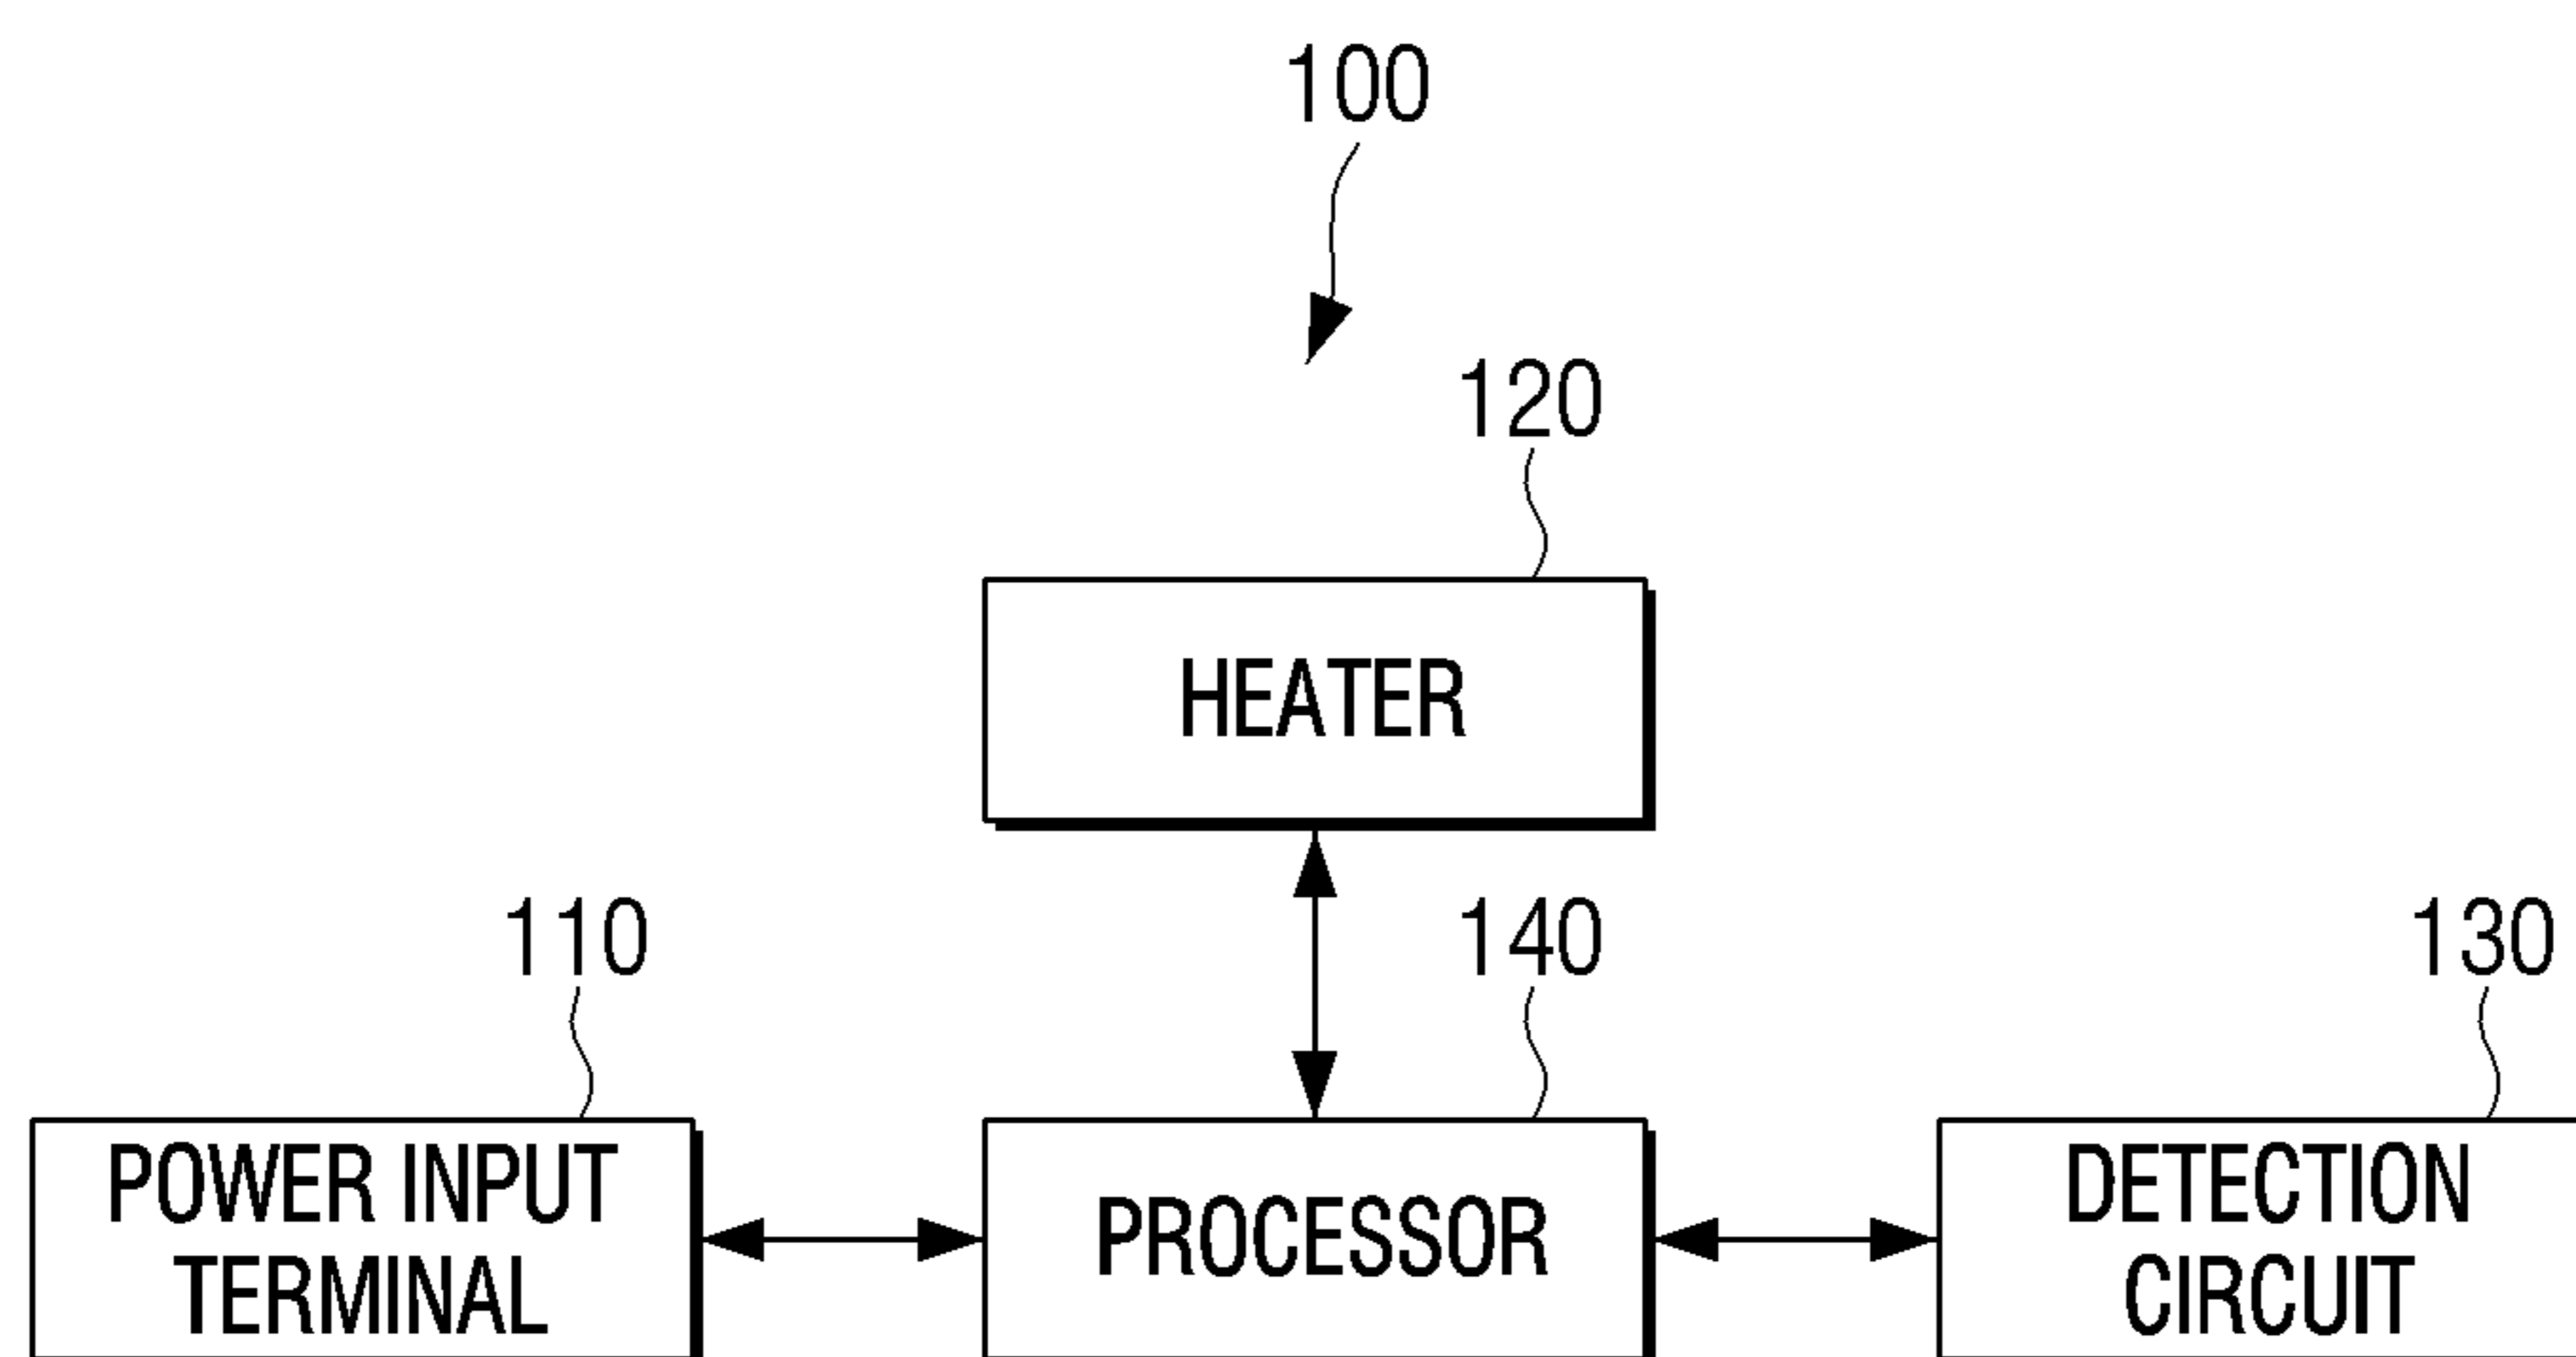 100
120
HEATER
110
140
130
POWER INPUT
TERMINAL
PROCESSOR
DETECTION
CIRCUIT